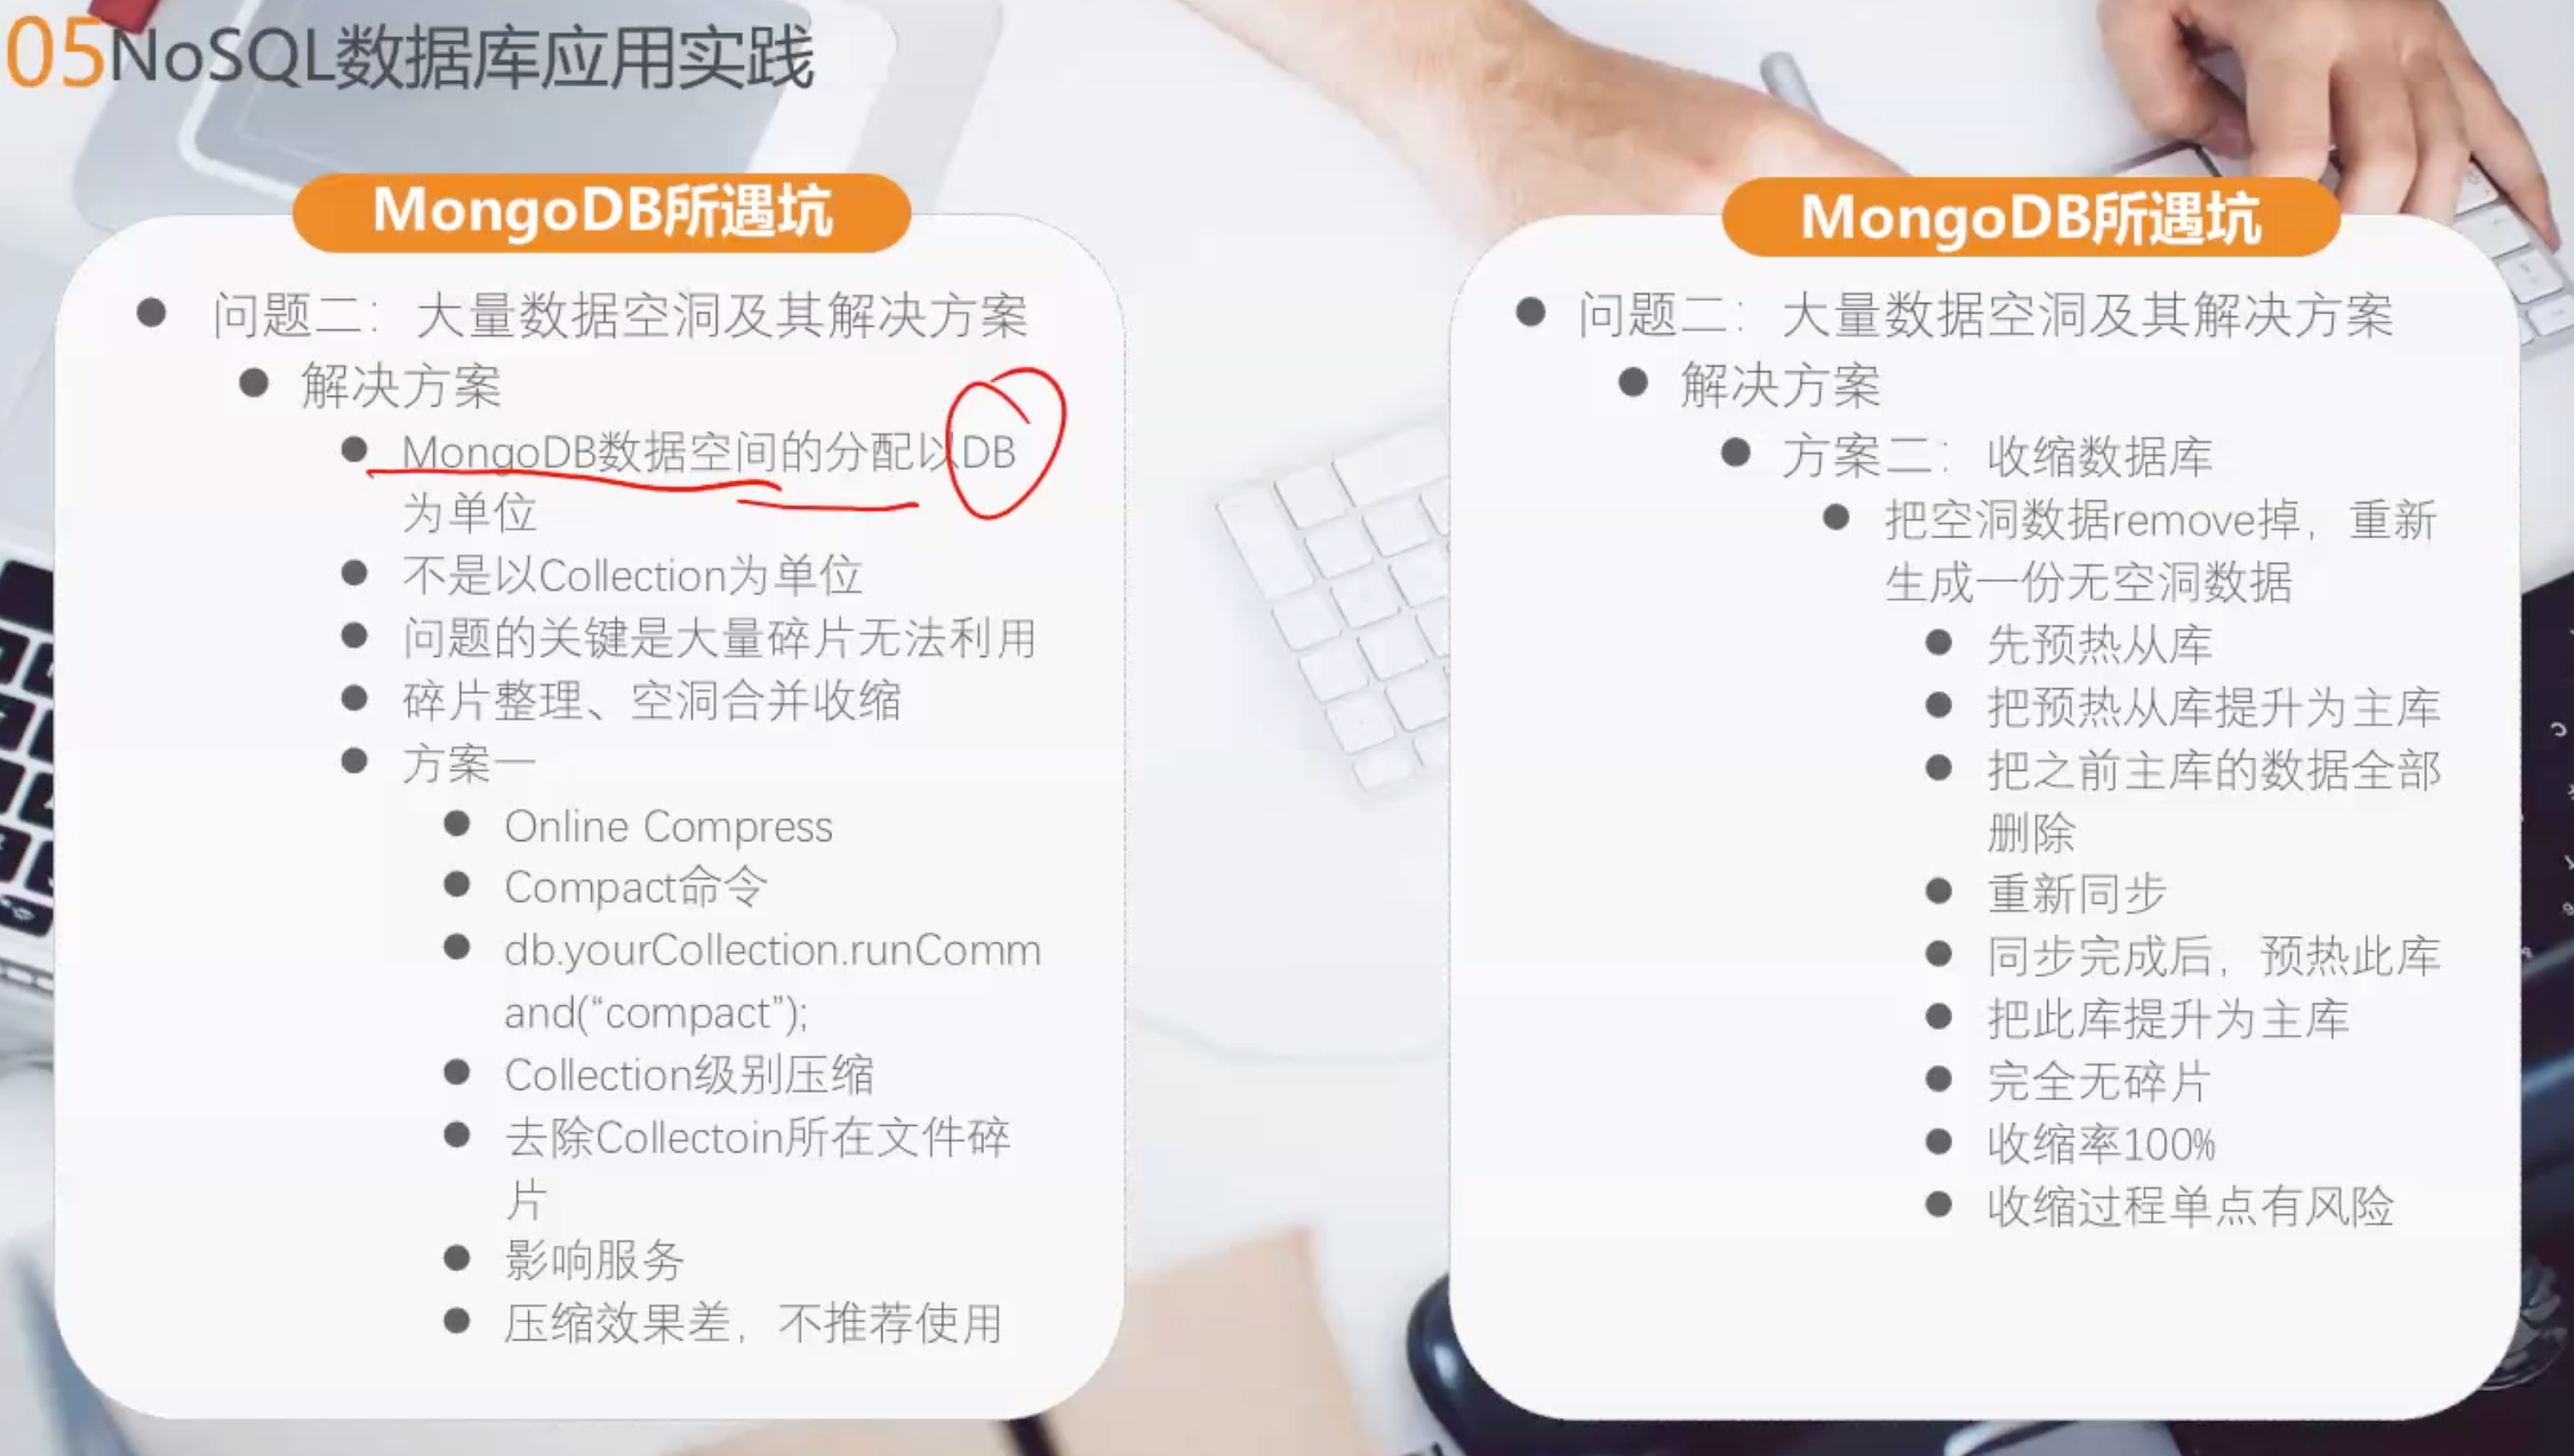 05NoSQL数据库应用实践
MongoDB所遇坑
问题二：大量数据空洞及其解决方案
解决方案
MongoDB数据空间的分配以DB
为单位
不是以Collection为单位
问题的关键是大量碎片无法利用
碎片整理、空洞合并收缩
方案一
Online Compress
Compact命令
db.yourCollection.runComm
and(“compact”);
Collection级别压缩
去除Collectoin所在文件碎
片
影响服务
压缩效果差，不推荐使用
MongoDB所遇坑
问题二：大量数据空洞及其解决方案
解决方案
方案二：收缩数据库
把空洞数据remove掉，重新
生成一份无空洞数据
先预热从库
把预热从库提升为主库
把之前主库的数据全部
删除
重新同步
同步完成后，预热此库
把此库提升为主库
完全无碎片
收缩率100%
收缩过程单点有风险